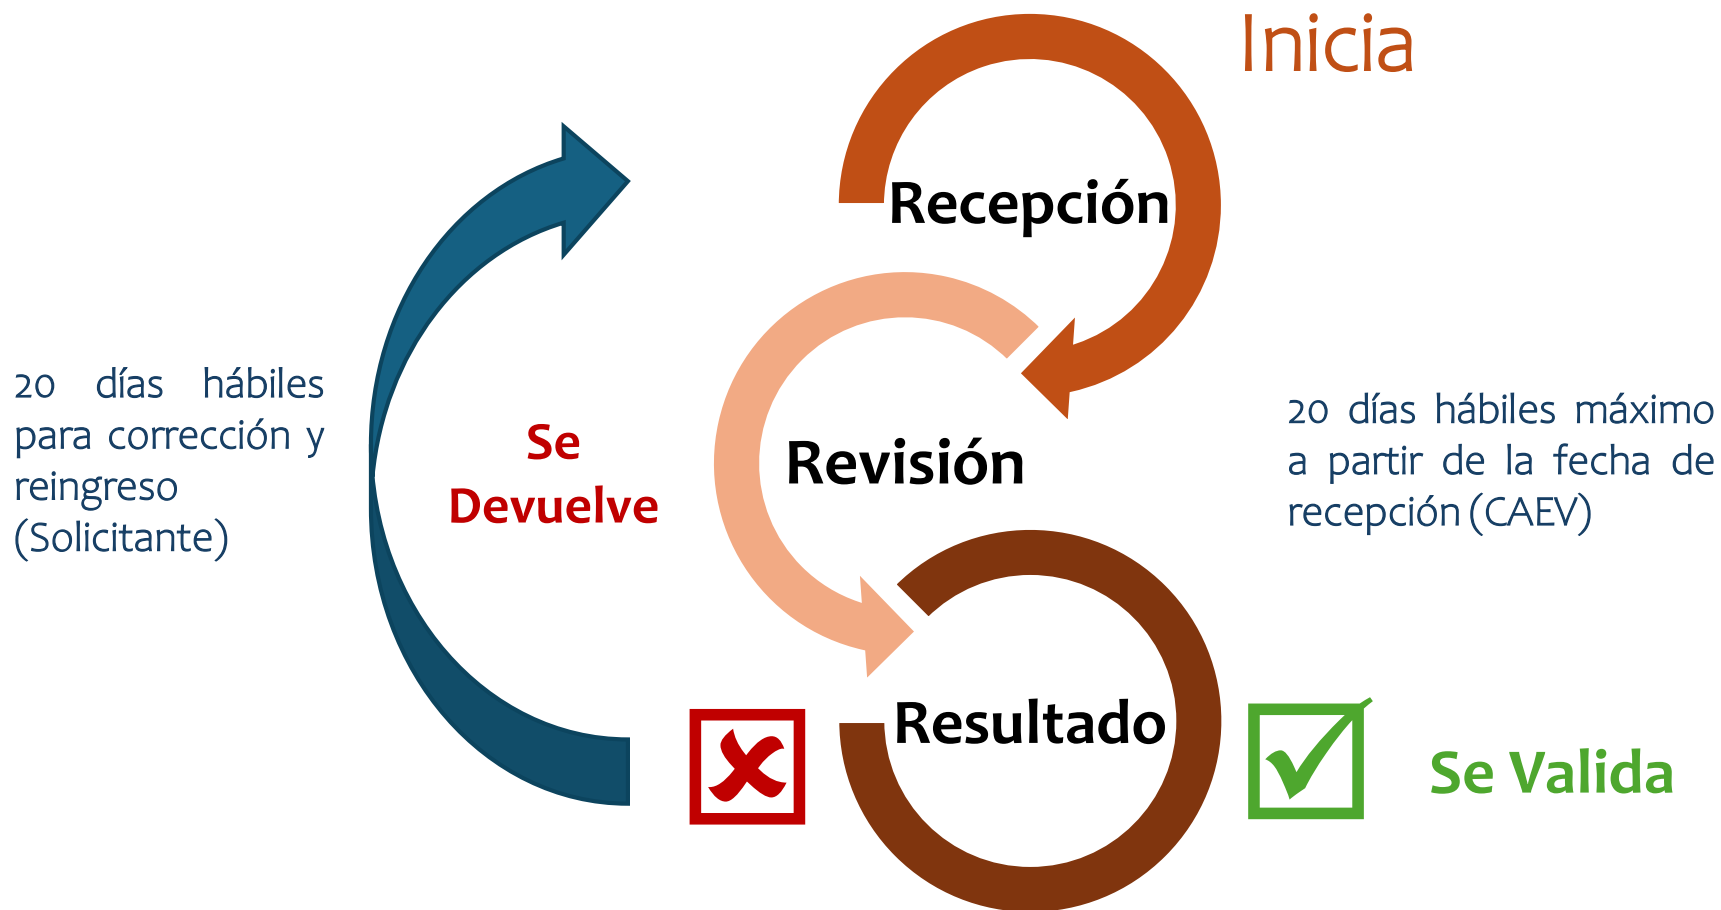 Inicia
Recepción
20 días hábiles
para corrección y
reingreso
(Solicitante)
Se
Devuelve
Revisión
20 días hábiles máximo
a partir de la fecha de
recepción (CAEV)
Resultado
Se Valida